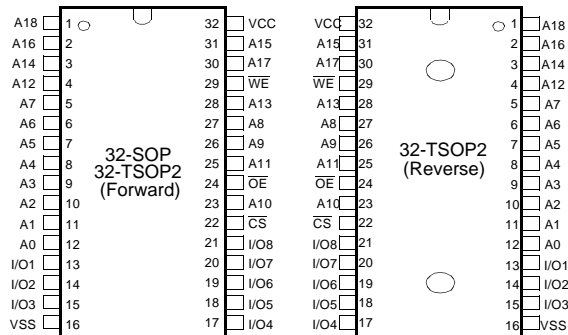 A18 1 32 VCC VCC 32 1 A18
A16 2 31 A15 A15 31 2 A16
A14 3 30 A17 A17 30 3 A14
A12 4 29 WE WE 29 4 A12
A7 5 28 A13 A13 28 5 A7
A6 6 27 A8 A8 27 6 A6
A5 7 26 A9 A9 26 7 A5
A4 8 25 A11 A11 25 8 A4
A3 9 24 OE OE 24 9 A3
A2 10 23 A10 A10 23 10 A2
A1 11 22 CS CS 22 11 A1
A0 12 21 I/O8 I/O8 21 12 A0
I/O1 13 20 I/O7 I/O7 20 13 I/O1
I/O2 14 19 I/O6 I/O6 19 14 I/O2
I/O3 15 18 I/O5 I/O5 18 15 I/O3
VSS 16 17 I/O4 I/O4 17 16 VSS
32-SOP
32-TSOP2
(Forward)
32-TSOP2
(Reverse)